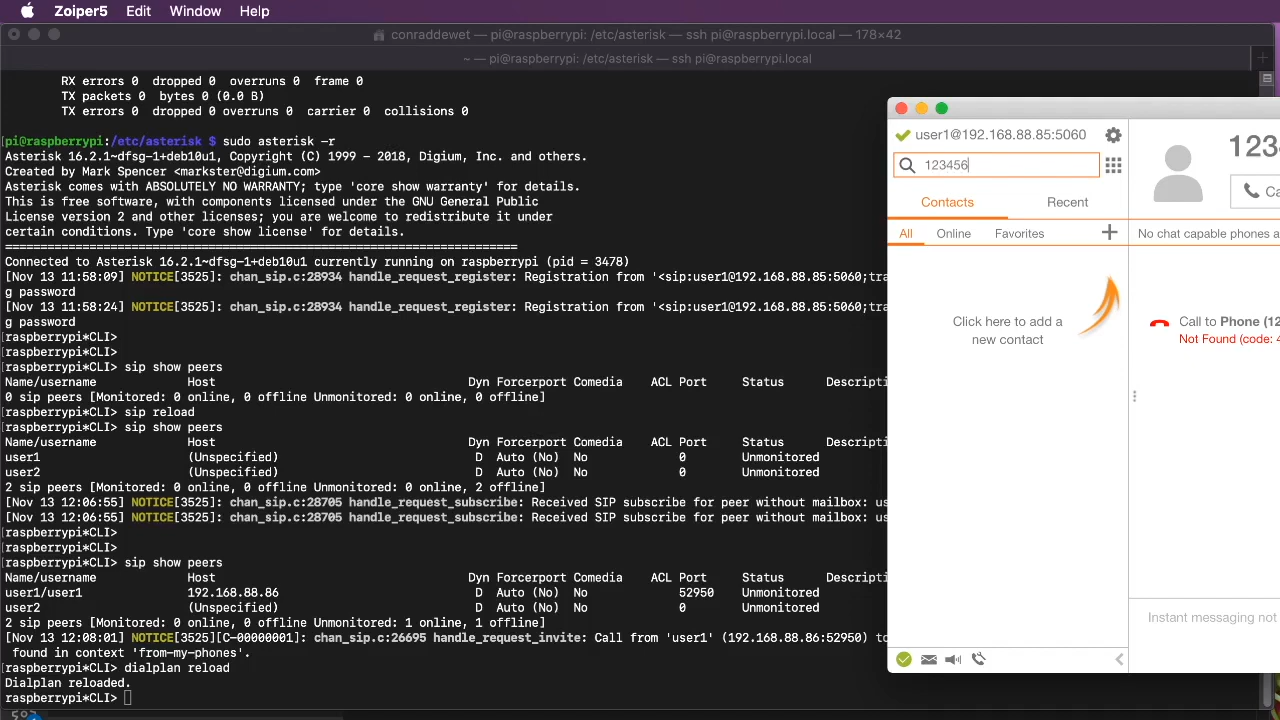 Zoiper5 Edit Window Help
conraddewet — pi@raspberrypi: /etc/asterisk — ssh pi@raspberrypi.local — 178×42
~ — pi@raspberrypi: /etc/asterisk — ssh pi@raspberrypi.local
RX errors 0 dropped 0 overruns 0 frame 0
TX packets 0 bytes 0 (0.0 B)
TX errors 0 dropped 0 overruns 0 carrier 0 collisions 0
pi@raspberrypi:/etc/asterisk $ sudo asterisk -r
Asterisk 16.2.1~dfsg-1+deb10u1, Copyright (C) 1999 - 2018, Digium, Inc. and others.
Created by Mark Spencer <markster@digium.com>
Asterisk comes with ABSOLUTELY NO WARRANTY; type 'core show warranty' for details.
This is free software, with components licensed under the GNU General Public
License version 2 and other licenses; you are welcome to redistribute it under
certain conditions. Type 'core show license' for details.
=========================================================================
Connected to Asterisk 16.2.1~dfsg-1+deb10u1 currently running on raspberrypi (pid = 3478)
[Nov 13 11:58:09] NOTICE[3525]: chan_sip.c:28934 handle_request_register: Registration from '<sip:user1@192.168.88.85:5060;tra
g password
[Nov 13 11:58:24] NOTICE[3525]: chan_sip.c:28934 handle_request_register: Registration from '<sip:user1@192.168.88.85:5060;tra
g password
raspberrypi*CLI>
raspberrypi*CLI>
raspberrypi*CLI> sip show peers
Name/username Host Dyn Forcerport Comedia ACL Port Status Descripti
0 sip peers [Monitored: 0 online, 0 offline Unmonitored: 0 online, 0 offline]
raspberrypi*CLI> sip reload
raspberrypi*CLI> sip show peers
Name/username Host Dyn Forcerport Comedia ACL Port Status Descripti
user1 (Unspecified) D Auto (No) No 0 Unmonitored
user2 (Unspecified) D Auto (No) No 0 Unmonitored
2 sip peers [Monitored: 0 online, 0 offline Unmonitored: 0 online, 2 offline]
[Nov 13 12:06:55] NOTICE[3525]: chan_sip.c:28705 handle_request_subscribe: Received SIP subscribe for peer without mailbox: us
[Nov 13 12:06:55] NOTICE[3525]: chan_sip.c:28705 handle_request_subscribe: Received SIP subscribe for peer without mailbox: us
raspberrypi*CLI>
raspberrypi*CLI>
raspberrypi*CLI> sip show peers
Name/username Host Dyn Forcerport Comedia ACL Port Status Descripti
user1/user1 192.168.88.86 D Auto (No) No 52950 Unmonitored
user2 (Unspecified) D Auto (No) No 0 Unmonitored
2 sip peers [Monitored: 0 online, 0 offline Unmonitored: 1 online, 1 offline]
[Nov 13 12:08:01] NOTICE[3525][C-00000001]: chan_sip.c:26695 handle_request_invite: Call from 'user1' (192.168.88.86:52950) to
found in context 'from-my-phones'.
raspberrypi*CLI> dialplan reload
Dialplan reloaded.
raspberrypi*CLI>
user1@192.168.88.85:5060
123456
Contacts Recent
All Online Favorites
Click here to add a
new contact
123
Ca
No chat capable phones a
Call to Phone (12
Not Found (code: 4
Instant messaging not